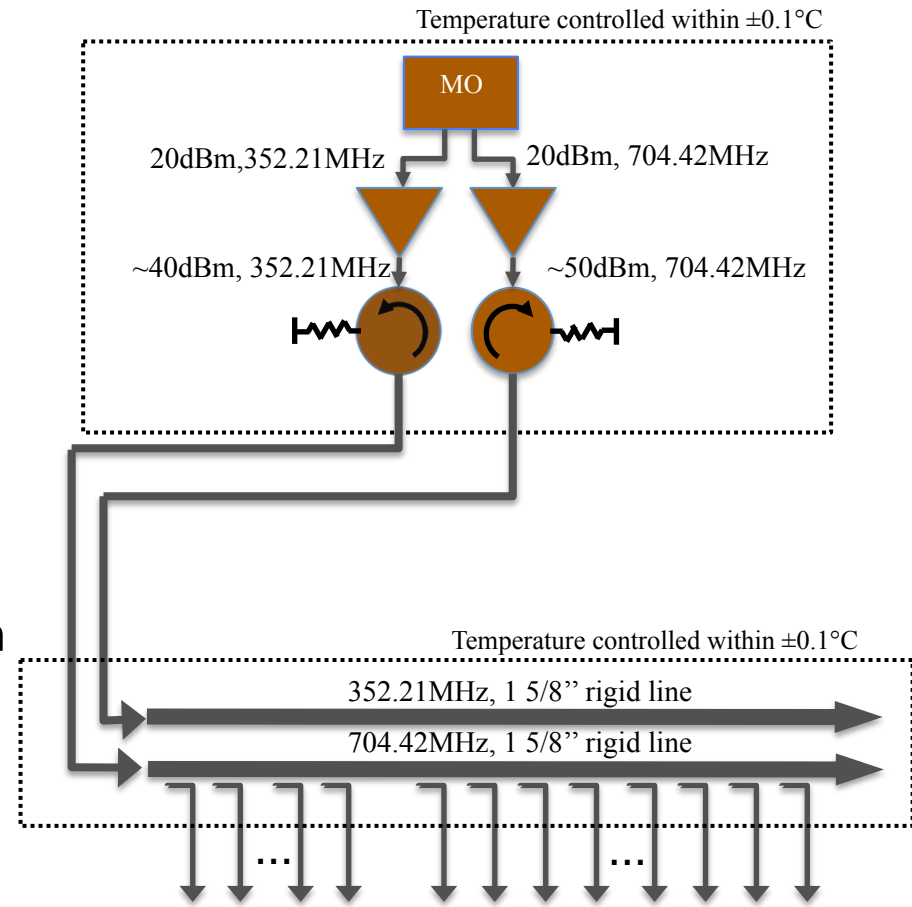 Temperature controlled within ±0.1°C
MO
20dBm,352.21MHz
20dBm, 704.42MHz
~40dBm, 352.21MHz
~50dBm, 704.42MHz
Temperature controlled within ±0.1°C
352.21MHz, 1 5/8’’ rigid line
704.42MHz, 1 5/8’’ rigid line
...
...